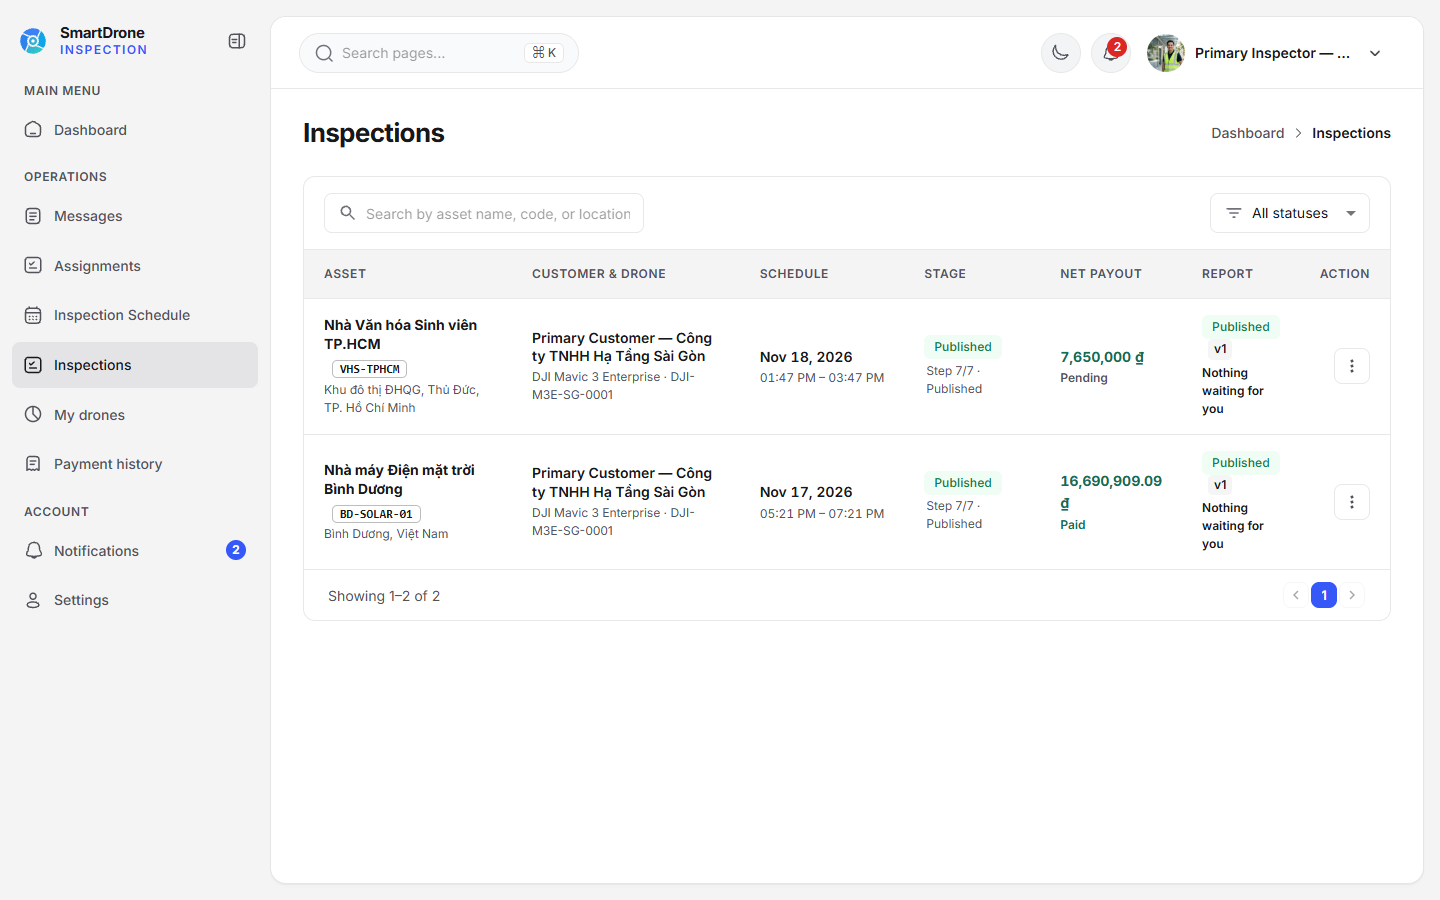 SmartDrone
INSPECTION
MAIN MENU
Dashboard
OPERATIONS
Messages
Assignments
Inspection Schedule
Inspections
My drones
Payment history
ACCOUNT
Notifications
2
Settings
Search pages...
⌘ K
2
Primary Inspector — ...
Inspections
Dashboard
Inspections
Search by asset name, code, or location
All statuses
ASSET
CUSTOMER & DRONE
SCHEDULE
STAGE
NET PAYOUT
REPORT
ACTION
Nhà Văn hóa Sinh viên
TP.HCM
VHS-TPHCM
Khu đô thị ĐHQG, Thủ Đức,
TP. Hồ Chí Minh
Primary Customer — Công
ty TNHH Hạ Tầng Sài Gòn
DJI Mavic 3 Enterprise · DJI-
M3E-SG-0001
Nov 18, 2026
01:47 PM – 03:47 PM
Published
Step 7/7 ·
Published
7,650,000 ₫
Pending
Published
v1
Nothing
waiting for
you
Nhà máy Điện mặt trời
Bình Dương
BD-SOLAR-01
Bình Dương, Việt Nam
Primary Customer — Công
ty TNHH Hạ Tầng Sài Gòn
DJI Mavic 3 Enterprise · DJI-
M3E-SG-0001
Nov 17, 2026
05:21 PM – 07:21 PM
Published
Step 7/7 ·
Published
16,690,909.09
₫
Paid
Published
v1
Nothing
waiting for
you
Showing 1–2 of 2
1